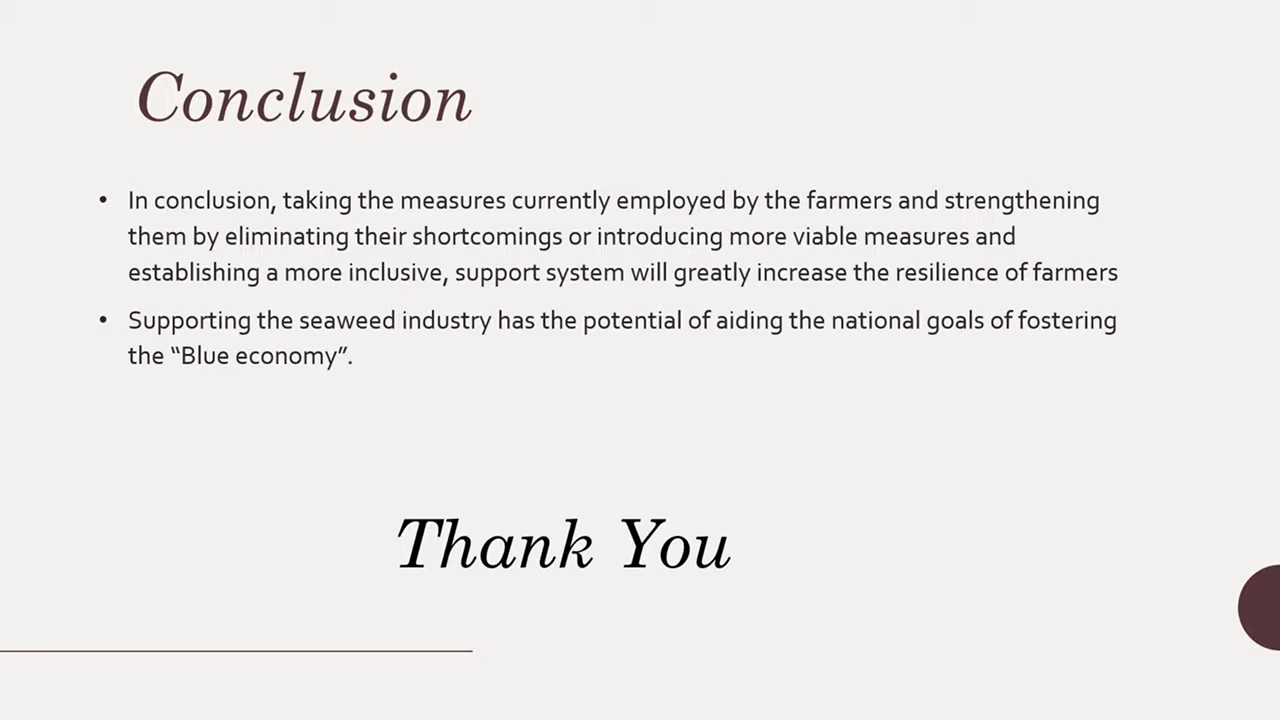 Conclusion
• In conclusion, taking the measures currently employed by the farmers and strengthening
them by eliminating their shortcomings or introducing more viable measures and
establishing a more inclusive, support system will greatly increase the resilience of farmers
• Supporting the seaweed industry has the potential of aiding the national goals of fostering
the “Blue economy”.
Thank You